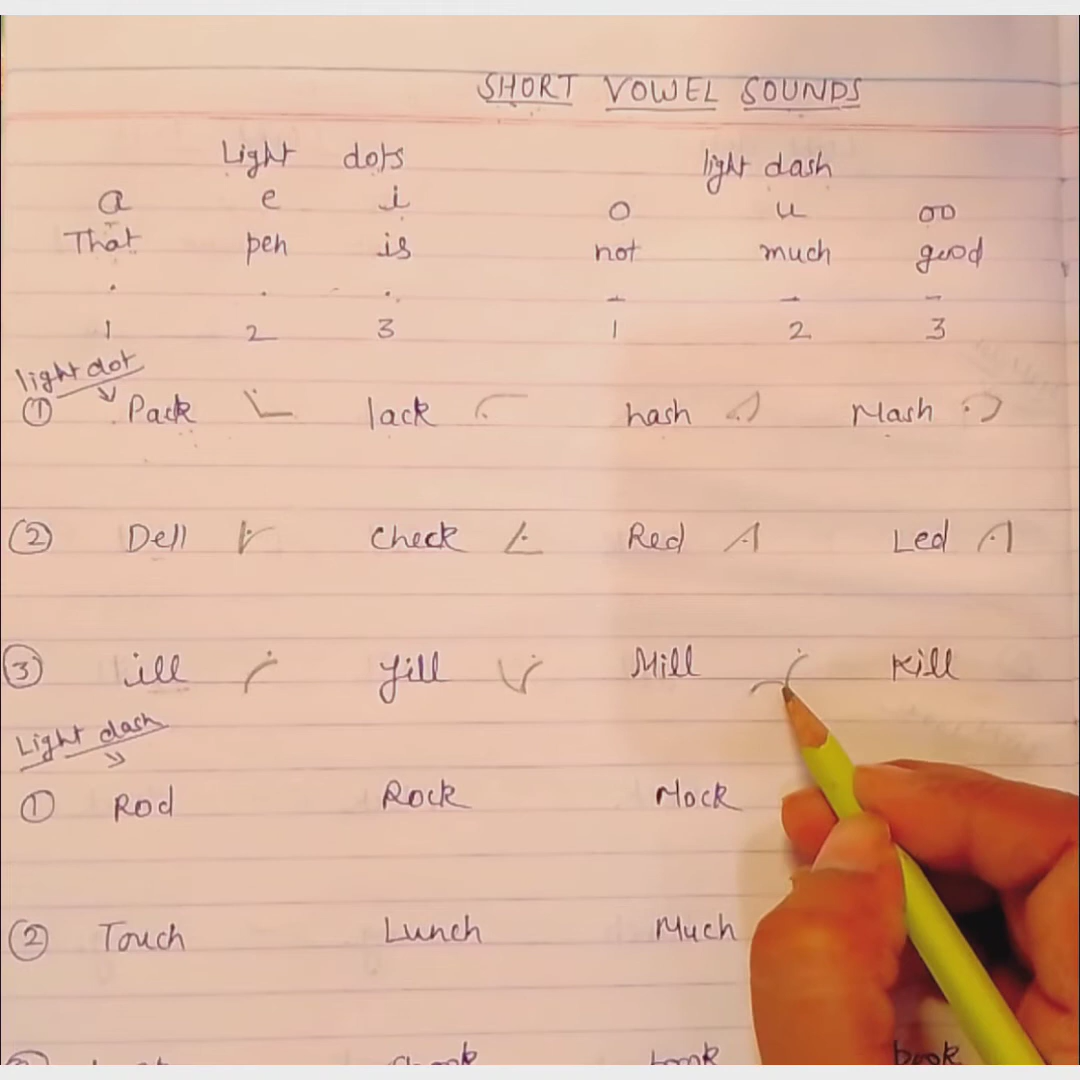 SHORT VOWEL SOUNDS
Light dots light dash
a e i o u oo
That pen is not much good
1 2 3 1 2 3
light dot
① Pack lack hash Mash
② Dell Check Red Led
③ ill Jill Mill Kill
Light dash
① Rod Rock Mock
② Touch Lunch Much
book